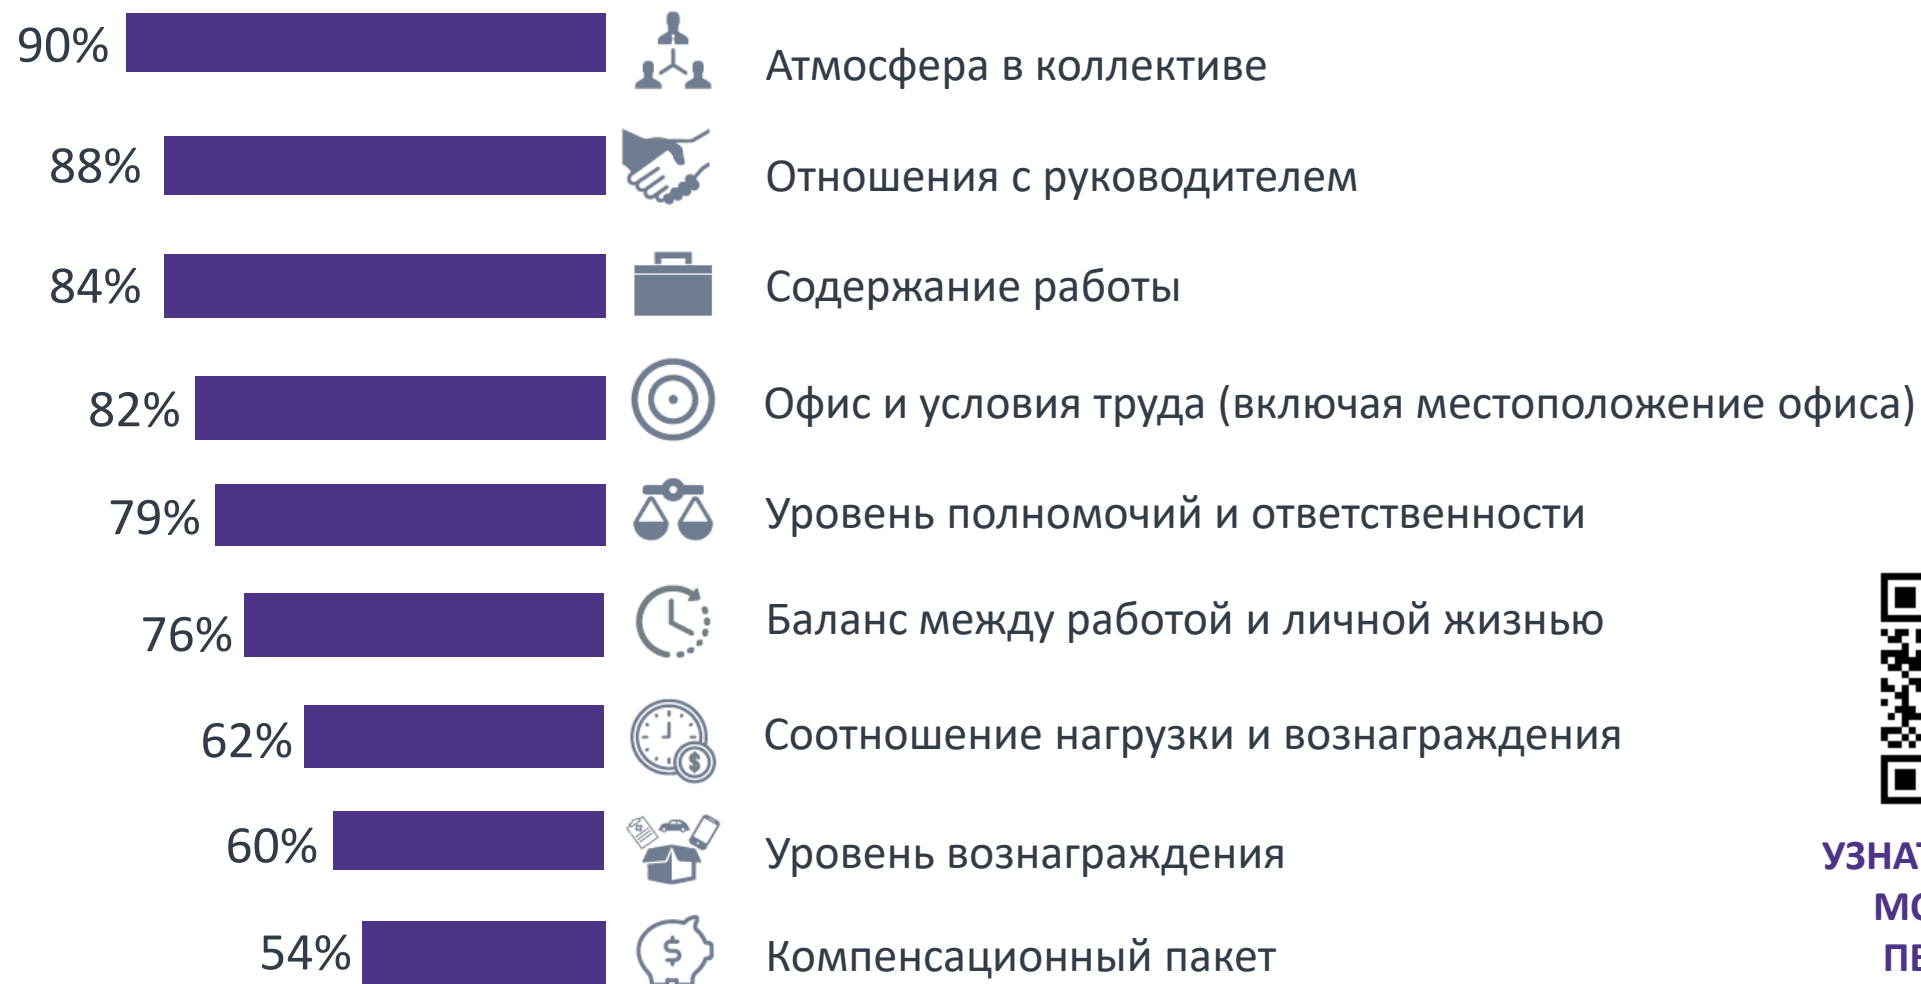 90% Атмосфера в коллективе
88% Отношения с руководителем
84% Содержание работы
82% Офис и условия труда (включая местоположение офиса)
79% Уровень полномочий и ответственности
76% Баланс между работой и личной жизнью
62% Соотношение нагрузки и вознаграждения
60% Уровень вознаграждения
54% Компенсационный пакет